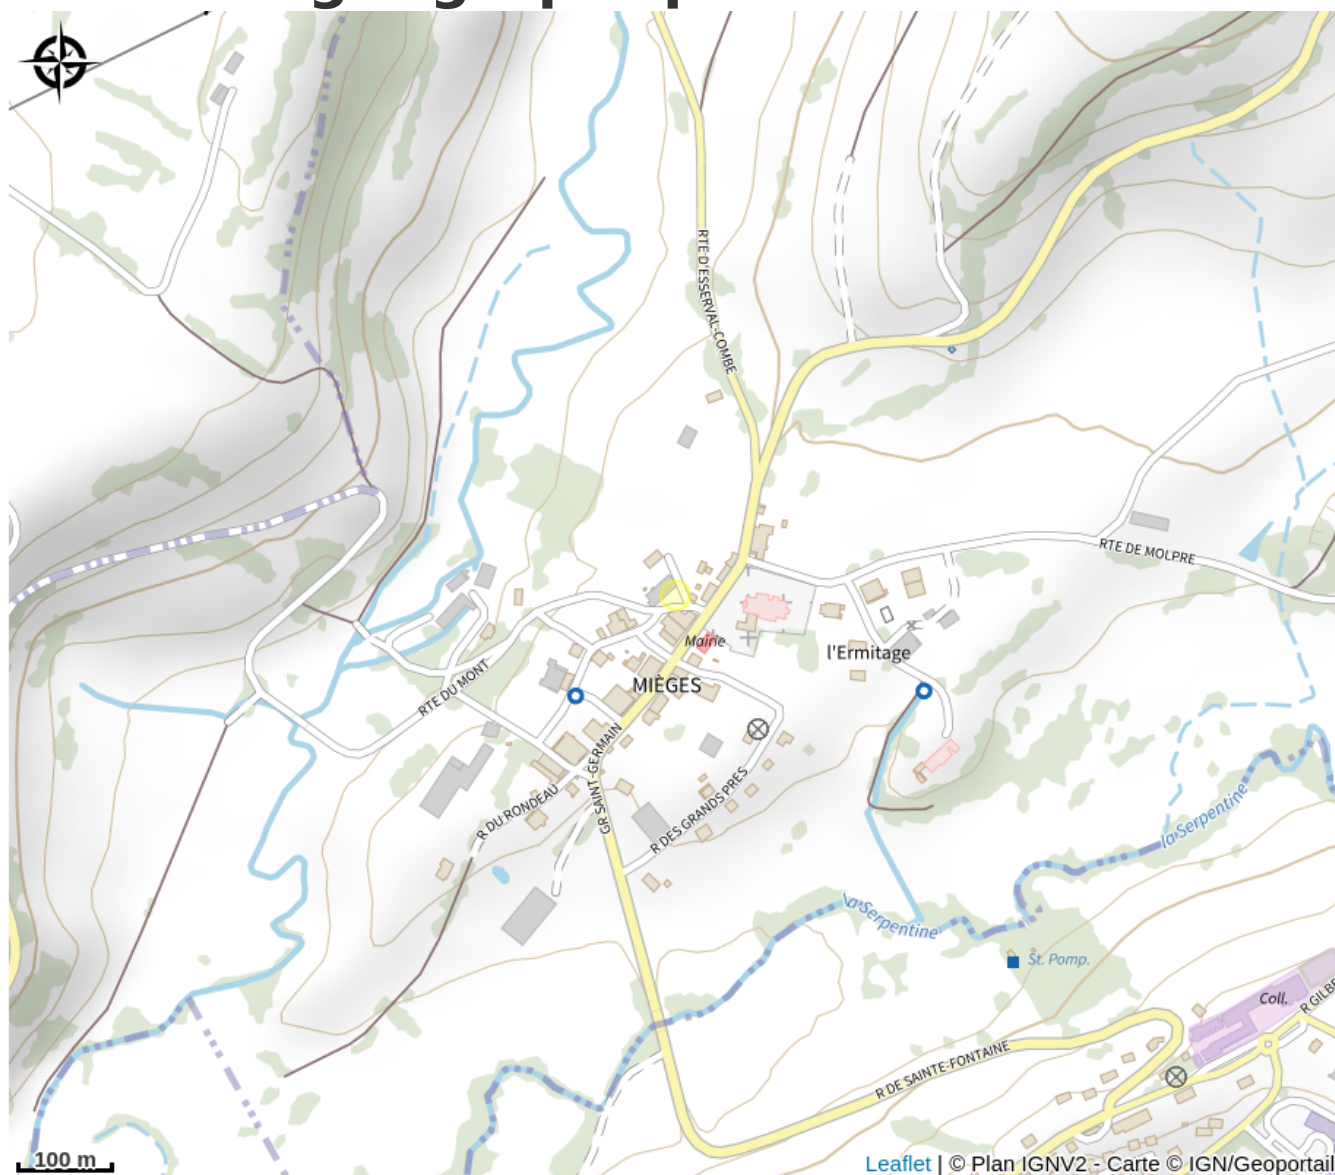 RTE D'ESSERVAL-COMBE
RTE DE MOLPRE
Mairie
l'Ermitage
MIÈGES
RTE DU MONT
GR SAINT-GERMAIN
R DU RONDEAU
R DES GRANDS PRES
la Serpentine
la Serpentine
St. Pomp.
Coll.
R DE SAINTE-FONTAINE
100 m
Leaflet | © Plan IGNV2 - Carte © IGN/Geoportail